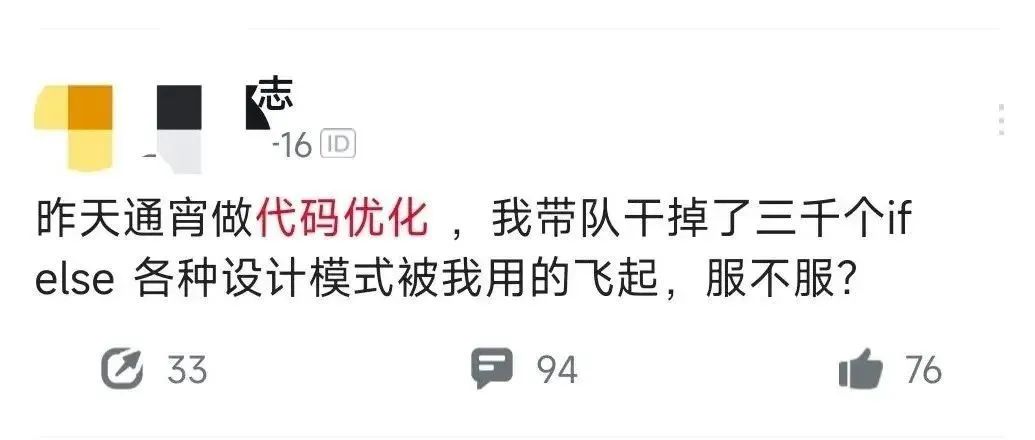 志
-16 ID
昨天通宵做代码优化 ，我带队干掉了三千个if
else 各种设计模式被我用的飞起，服不服？
33 94 76